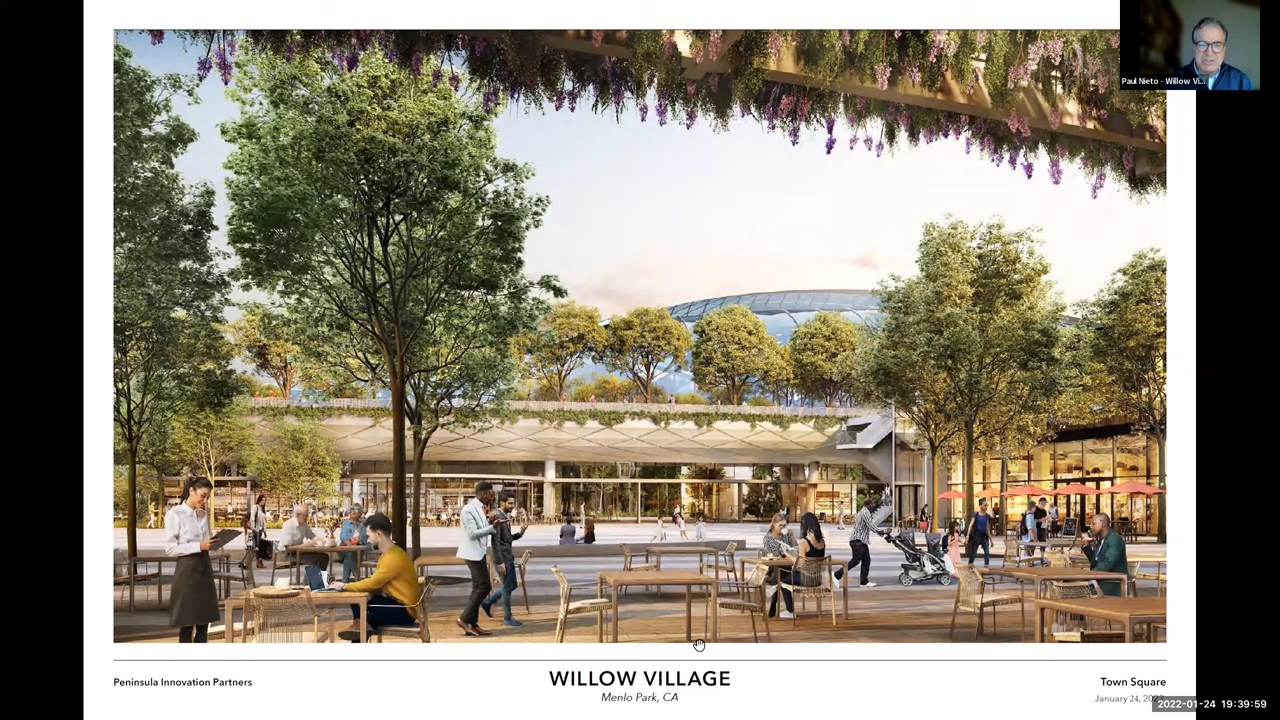 Paul Nieto - Willow Vi...
Peninsula Innovation Partners
WILLOW VILLAGE
Menlo Park, CA
Town Square
January 24, 2022
2022-01-24 19:39:59